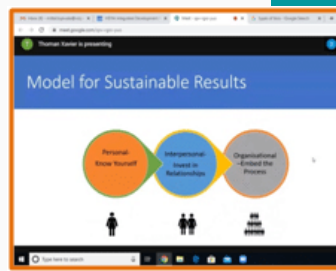 Thoman Xavier is presenting
Model for Sustainable Results
Personal-
Know Yourself
Interpersonal-
Invest in
Relationships
Organisational
-Embed the
Process
Type here to search